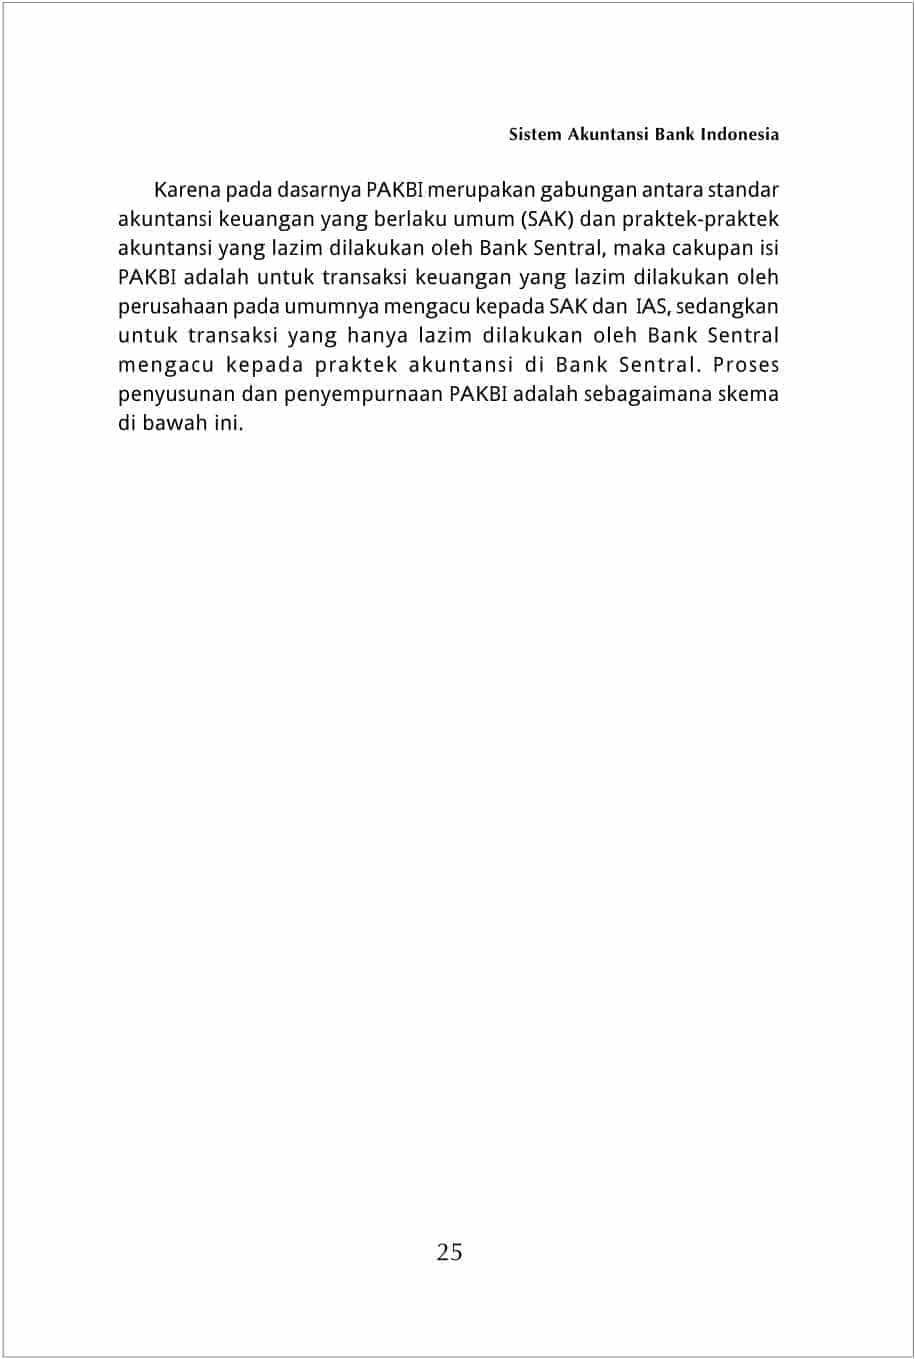 Sistem Akuntansi Bank Indonesia
Karena pada dasarnya PAKBI merupakan gabungan antara standar
akuntansi keuangan yang berlaku umum (SAK) dan praktek-praktek
akuntansi yang lazim dilakukan oleh Bank Sentral, maka cakupan isi
PAKBI adalah untuk transaksi keuangan yang lazim dilakukan oleh
perusahaan pada umumnya mengacu kepada SAK dan IAS, sedangkan
untuk transaksi yang hanya lazim dilakukan oleh Bank Sentral
mengacu kepada praktek akuntansi di Bank Sentral. Proses
penyusunan dan penyempurnaan PAKBI adalah sebagaimana skema
di bawah ini.
25